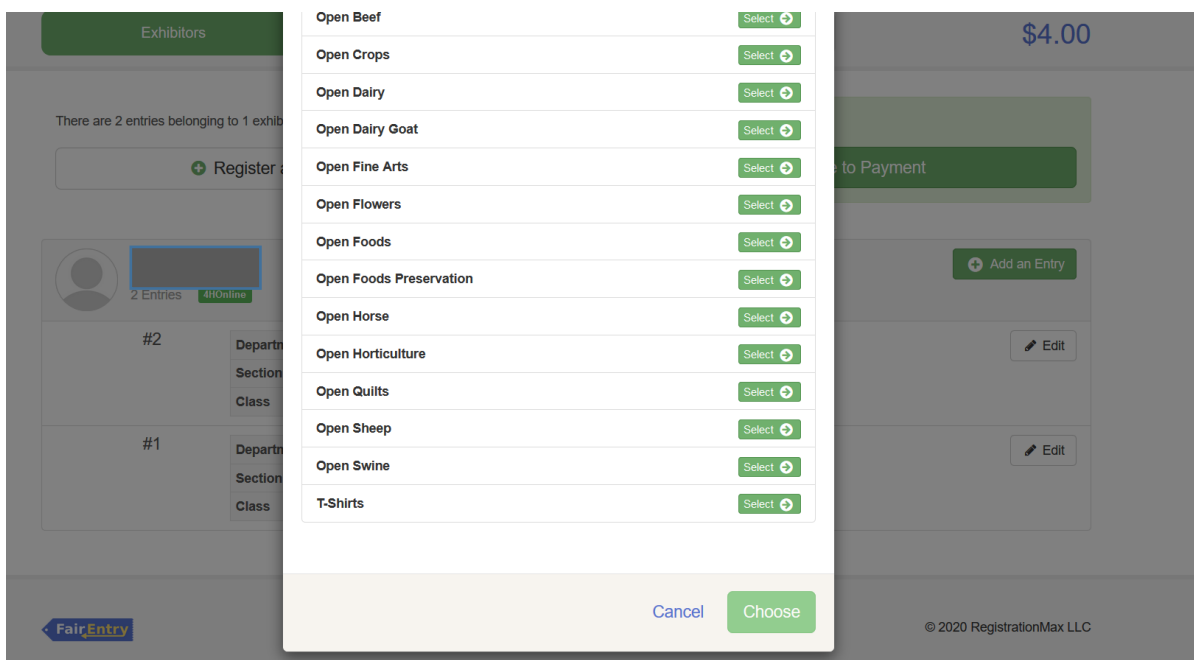 Exhibitors
$4.00
Open Beef Select
Open Crops Select
Open Dairy Select
Open Dairy Goat Select
Open Fine Arts Select
Open Flowers Select
Open Foods Select
Open Foods Preservation Select
Open Horse Select
Open Horticulture Select
Open Quilts Select
Open Sheep Select
Open Swine Select
T-Shirts Select
Cancel Choose
There are 2 entries belonging to 1 exhib
Register
to Payment
2 Entries 4HOnline
Add an Entry
#2
Departn
Section
Class
Edit
#1
Departn
Section
Class
Edit
FairEntry
© 2020 RegistrationMax LLC